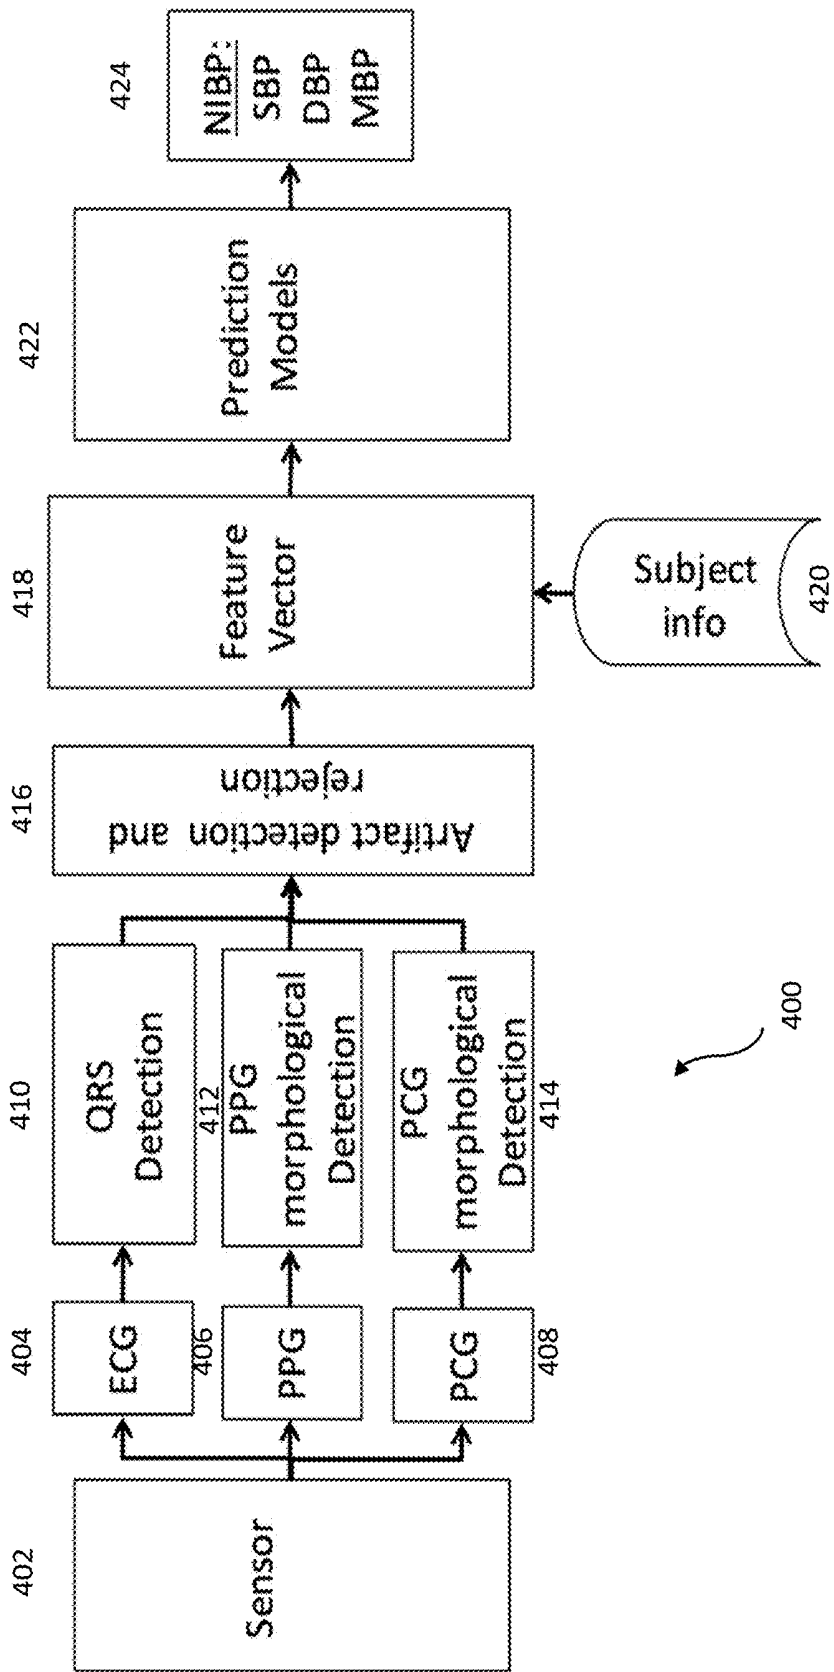 402
Sensor
404
ECG
406
PPG
PCG
408
410
QRS
Detection
412
PPG
morphological
Detection
PCG
morphological
Detection
414
416
Artifact detection and
rejection
418
Feature
Vector
Subject
info
420
422
Prediction
Models
424
NIBP:
SBP
DBP
MBP
400